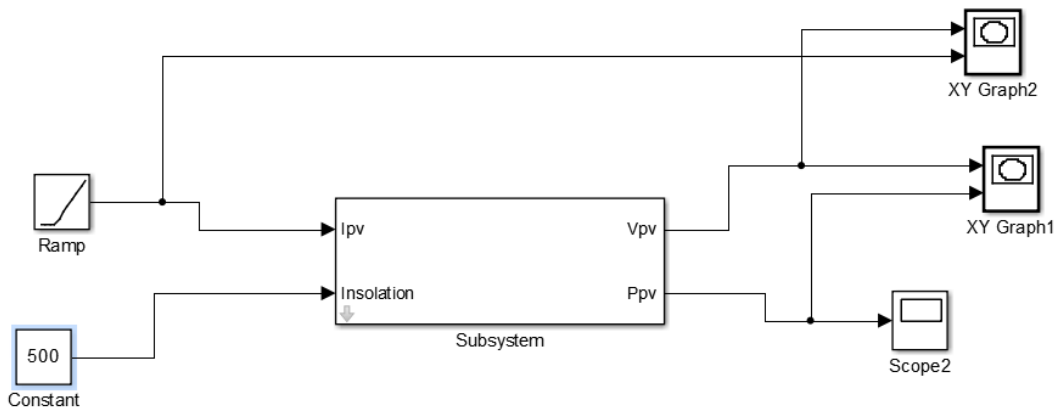 XY Graph2
XY Graph1
Ramp
Ipv
Vpv
Insolation
Ppv
Subsystem
500
Constant
Scope2